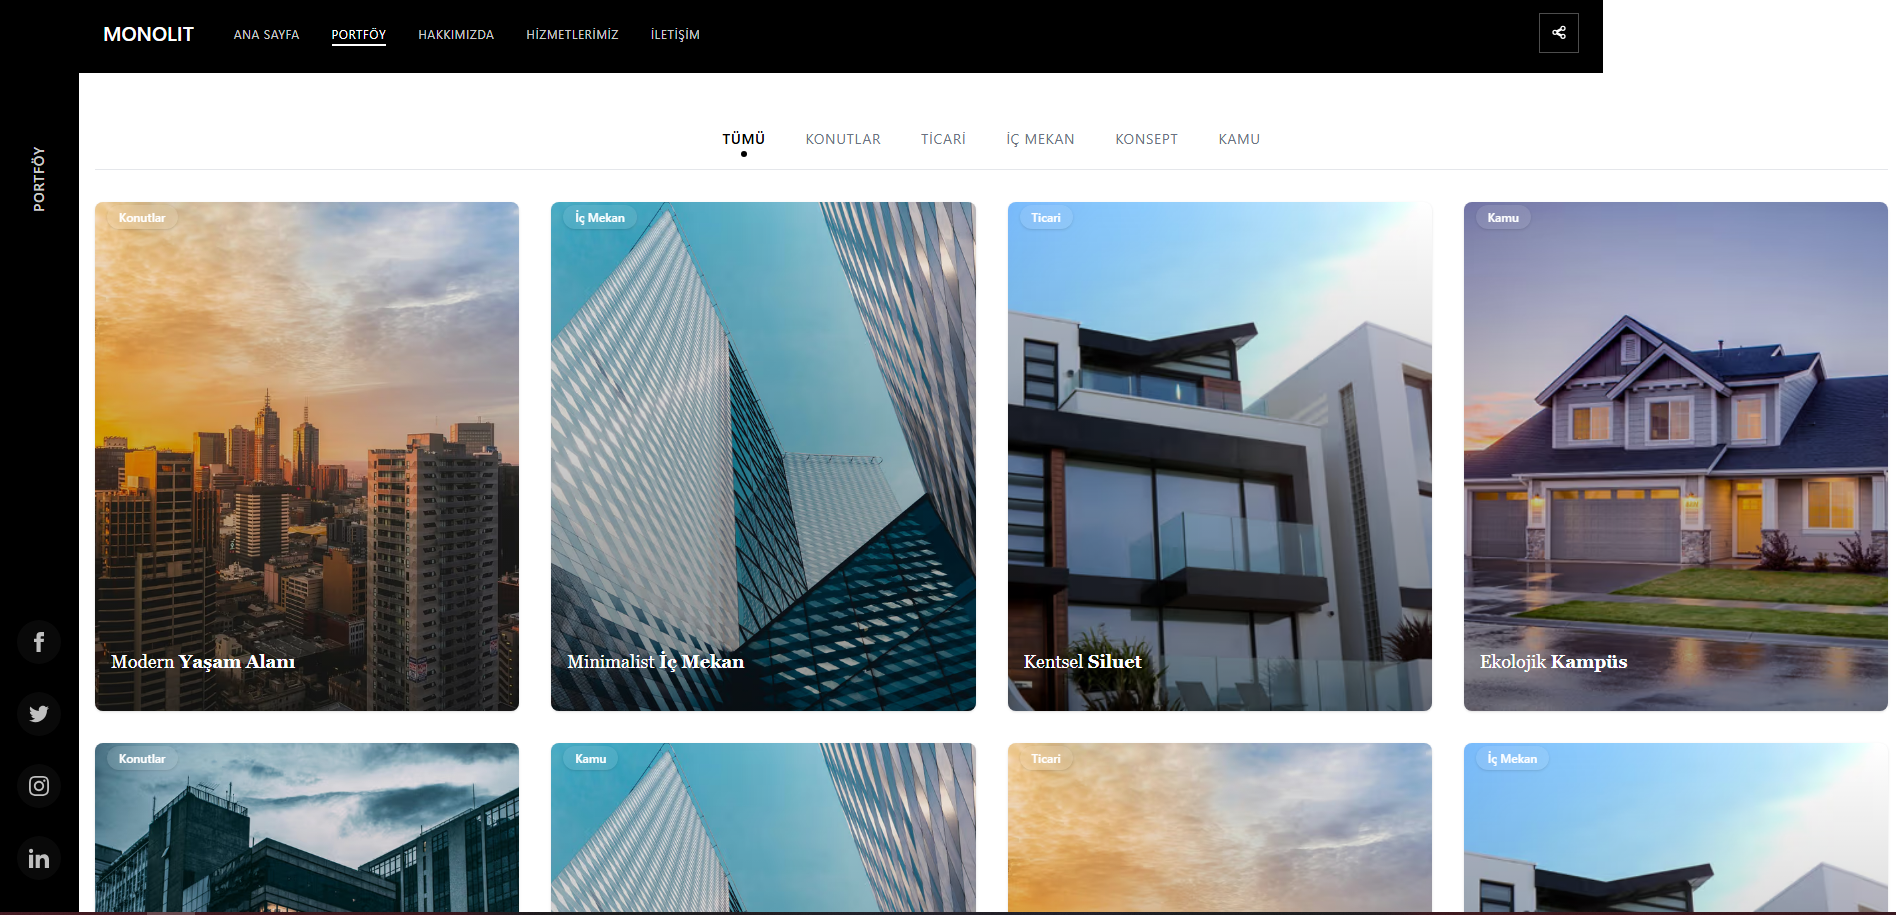 MONOLIT
ANA SAYFA
PORTFÖY
HAKKIMIZDA
HİZMETLERİMİZ
İLETİŞİM
PORTFÖY
TÜMÜ
KONUTLAR
TİCARİ
İÇ MEKAN
KONSEPT
KAMU
Konutlar
İç Mekan
Ticari
Kamu
Modern Yaşam Alanı
Minimalist İç Mekan
Kentsel Siluet
Ekolojik Kampüs
Konutlar
Kamu
Ticari
İç Mekan